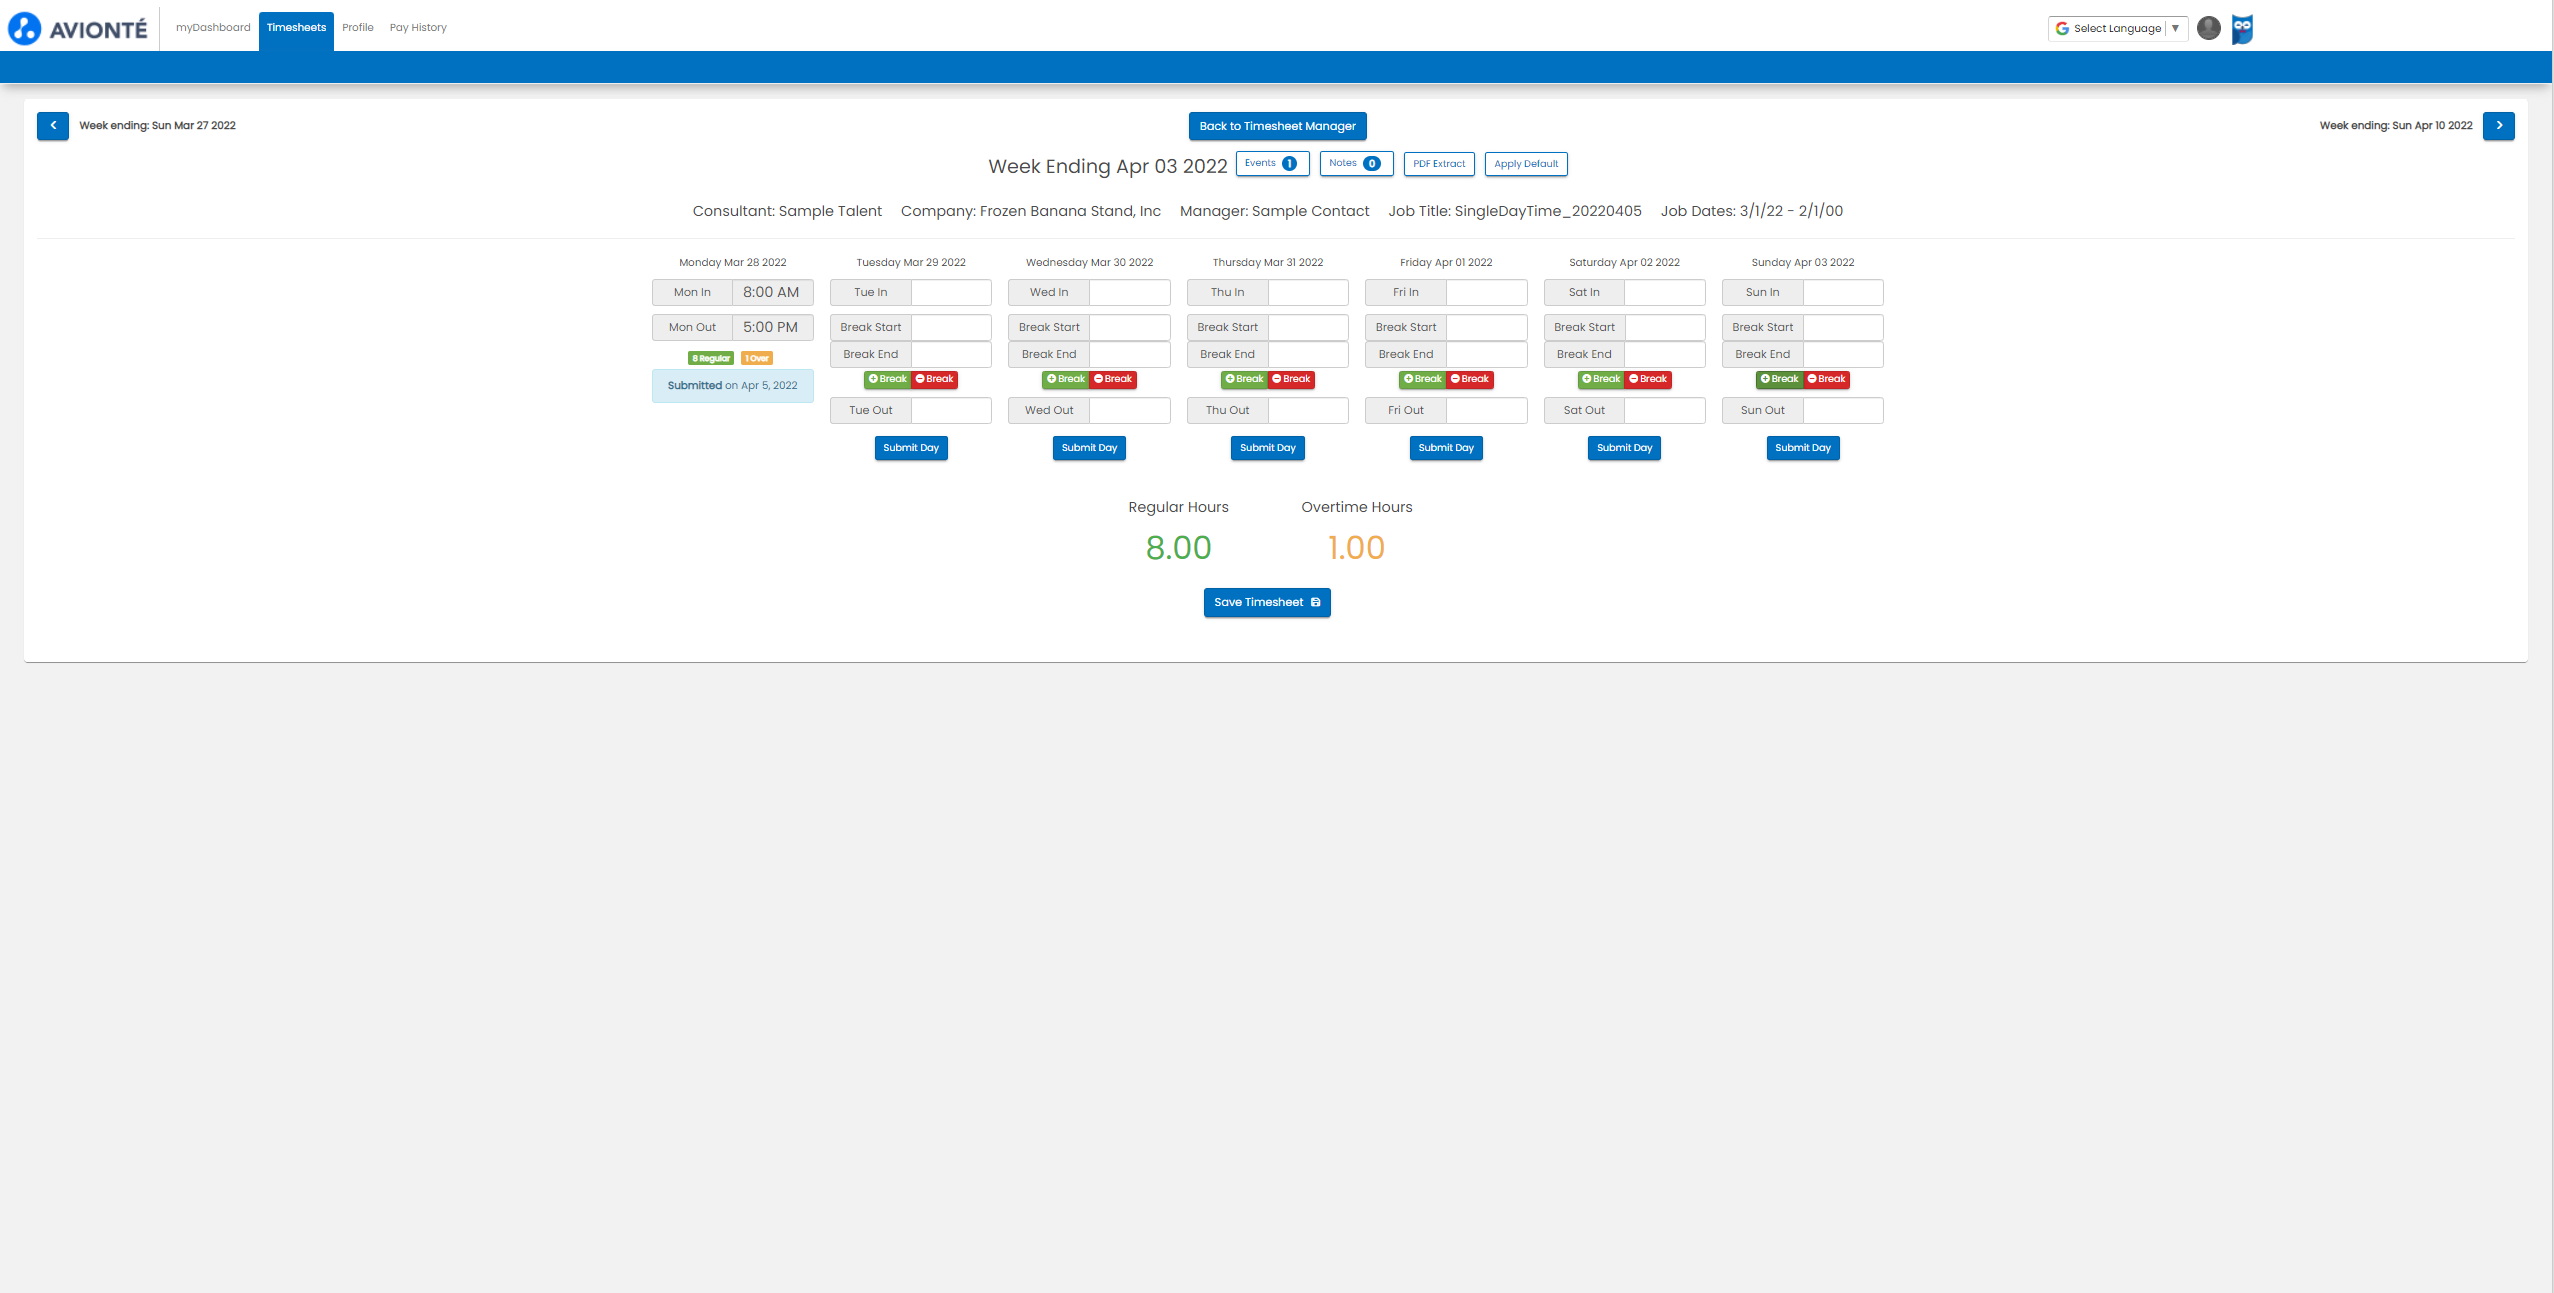 AVIONTÉ myDashboard Timesheets Profile Pay History Select Language ▼
Week ending: Sun Mar 27 2022 Back to Timesheet Manager Week ending: Sun Apr 10 2022
Week Ending Apr 03 2022 Events 1 Notes 0 PDF Extract Apply Default
Consultant: Sample Talent Company: Frozen Banana Stand, Inc Manager: Sample Contact Job Title: SingleDayTime_20220405 Job Dates: 3/1/22 - 2/1/00
Monday Mar 28 2022 Tuesday Mar 29 2022 Wednesday Mar 30 2022 Thursday Mar 31 2022 Friday Apr 01 2022 Saturday Apr 02 2022 Sunday Apr 03 2022
Mon In 8:00 AM Tue In Wed In Thu In Fri In Sat In Sun In
Mon Out 5:00 PM Break Start Break Start Break Start Break Start Break Start Break Start
8 Regular 1 Over Break End Break End Break End Break End Break End Break End
Submitted on Apr 5, 2022 Break Break Break Break Break Break Break Break Break Break Break Break
Tue Out Wed Out Thu Out Fri Out Sat Out Sun Out
Submit Day Submit Day Submit Day Submit Day Submit Day Submit Day
Regular Hours Overtime Hours
8.00 1.00
Save Timesheet